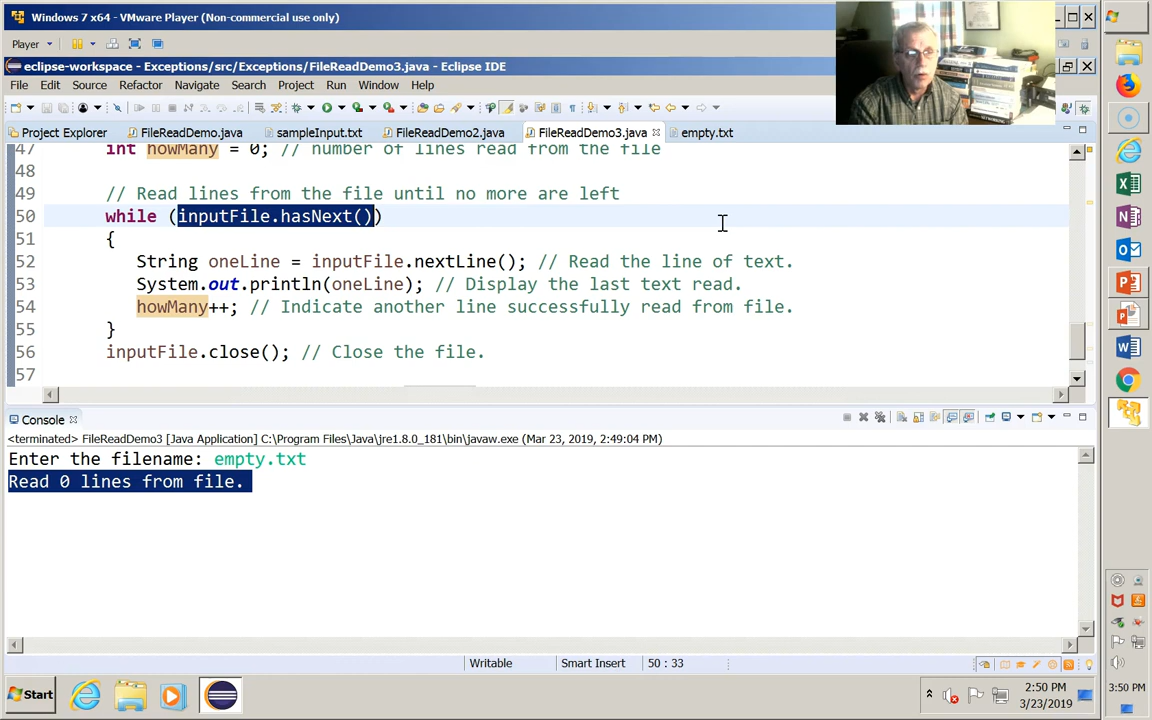 Windows 7 x64 - VMware Player (Non-commercial use only)
Player
eclipse-workspace - Exceptions/src/Exceptions/FileReadDemo3.java - Eclipse IDE
File Edit Source Refactor Navigate Search Project Run Window Help
Project Explorer FileReadDemo.java sampleInput.txt FileReadDemo2.java FileReadDemo3.java empty.txt
47 int howMany = 0; // number of lines read from the file
48
49 // Read lines from the file until no more are left
50 while (inputFile.hasNext())
51 {
52 String oneLine = inputFile.nextLine(); // Read the line of text.
53 System.out.println(oneLine); // Display the last text read.
54 howMany++; // Indicate another line successfully read from file.
55 }
56 inputFile.close(); // Close the file.
57
Console
<terminated> FileReadDemo3 [Java Application] C:\Program Files\Java\jre1.8.0_181\bin\javaw.exe (Mar 23, 2019, 2:49:04 PM)
Enter the filename: empty.txt
Read 0 lines from file.
Writable Smart Insert 50 : 33
Start
2:50 PM
3/23/2019
3:50 PM